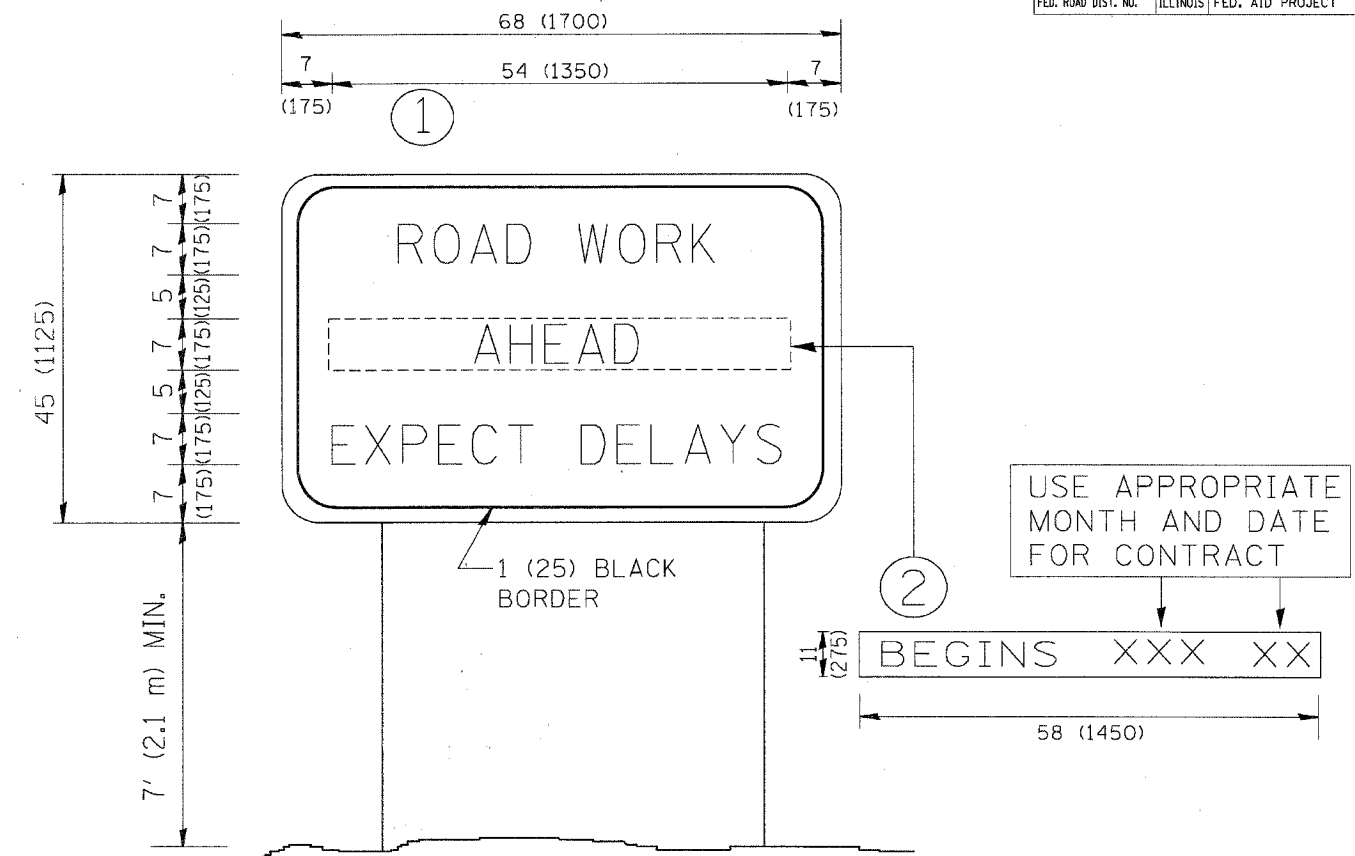 FED. ROAD DIST. NO. ILLINOIS FED. AID PROJECT
68 (1700)
7 54 (1350) 7
(175) (175)
1
7 (175)
7 (175)
5 (125)
7 (175)
5 (125)
7 (175)
7 (175)
45 (1125)
ROAD WORK
AHEAD
EXPECT DELAYS
1 (25) BLACK
BORDER
7' (2.1 m) MIN.
2
USE APPROPRIATE
MONTH AND DATE
FOR CONTRACT
11
(275)
BEGINS XXX XX
58 (1450)